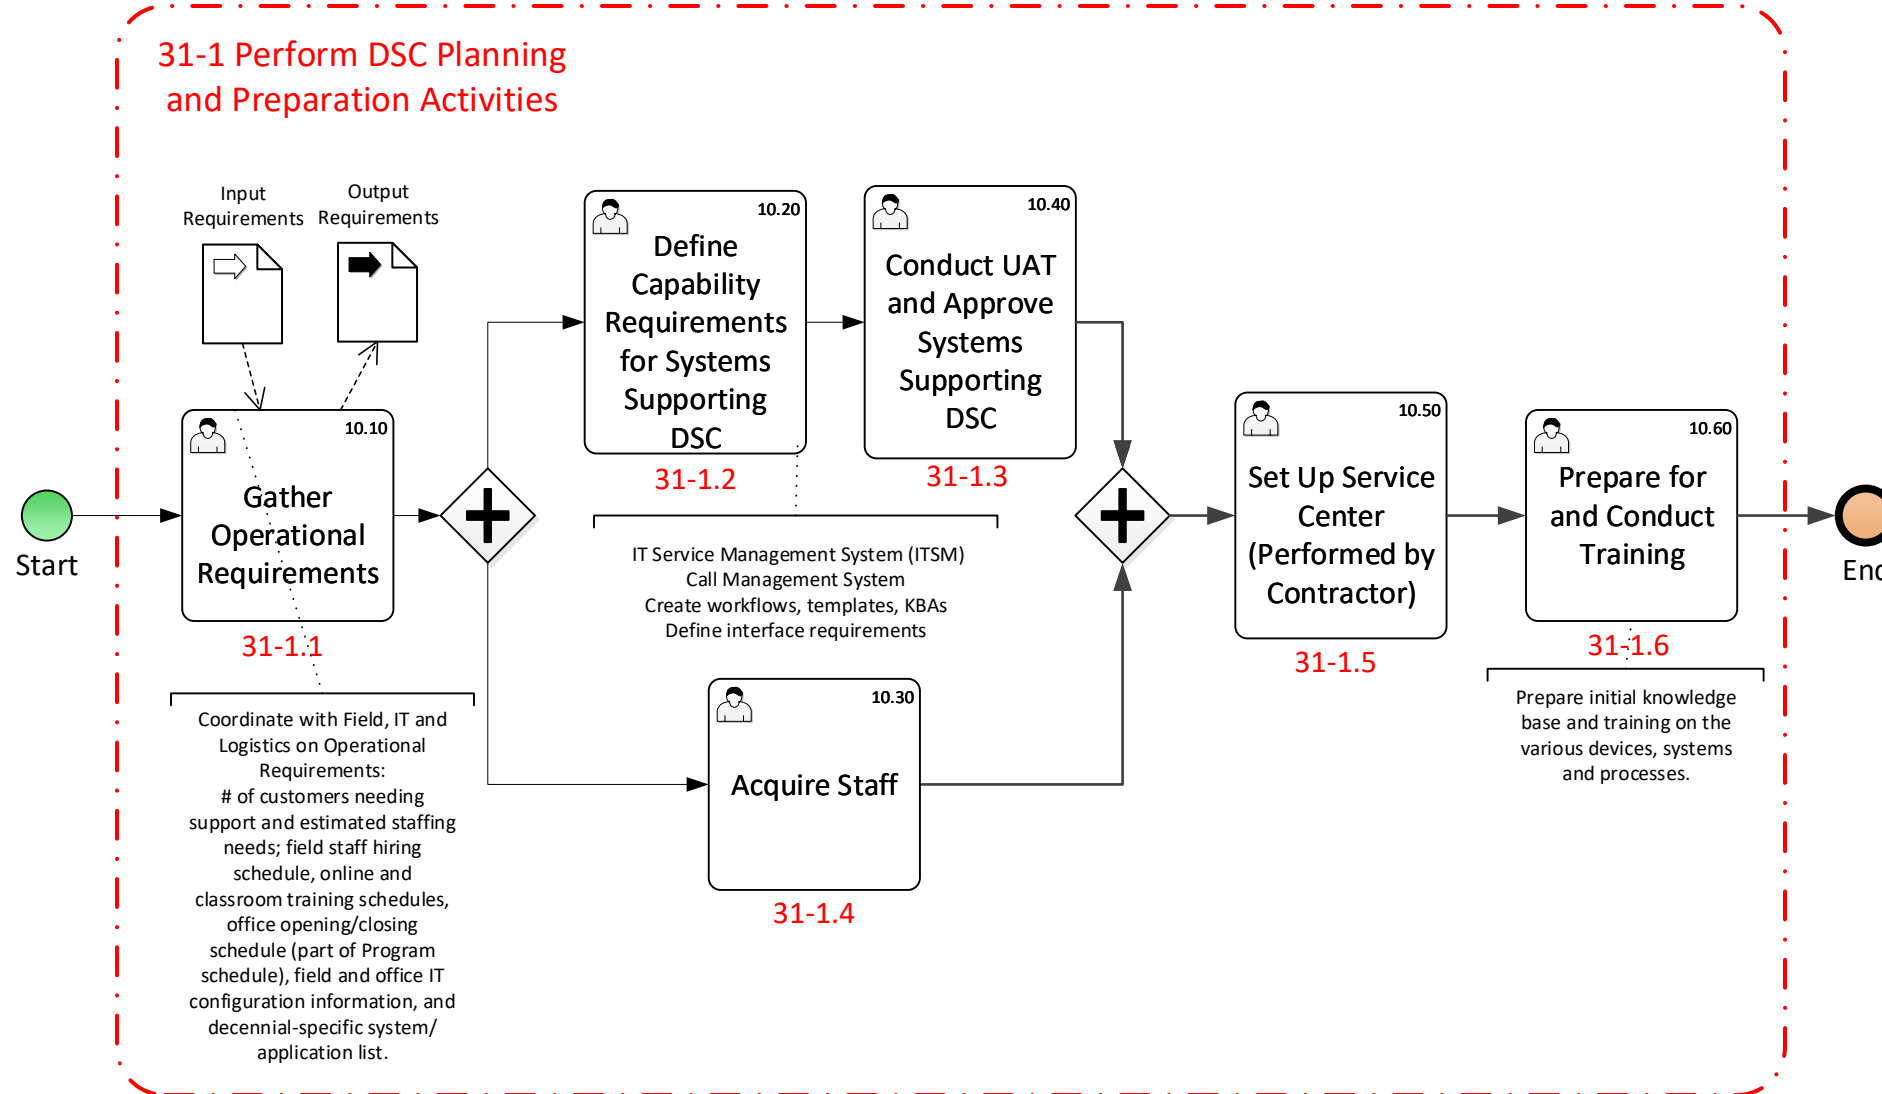 31-1 Perform DSC Planning
and Preparation Activities
Input
Requirements
Output
Requirements
Start
10.10
Gather
Operational
Requirements
31-1.1
Coordinate with Field, IT and
Logistics on Operational
Requirements:
# of customers needing
support and estimated staffing
needs; field staff hiring
schedule, online and
classroom training schedules,
office opening/closing
schedule (part of Program
schedule), field and office IT
configuration information, and
decennial-specific system/
application list.
10.20
Define
Capability
Requirements
for Systems
Supporting
DSC
31-1.2
IT Service Management System (ITSM)
Call Management System
Create workflows, templates, KBAs
Define interface requirements
10.40
Conduct UAT
and Approve
Systems
Supporting
DSC
31-1.3
10.30
Acquire Staff
31-1.4
10.50
Set Up Service
Center
(Performed by
Contractor)
31-1.5
10.60
Prepare for
and Conduct
Training
31-1.6
Prepare initial knowledge
base and training on the
various devices, systems
and processes.
End